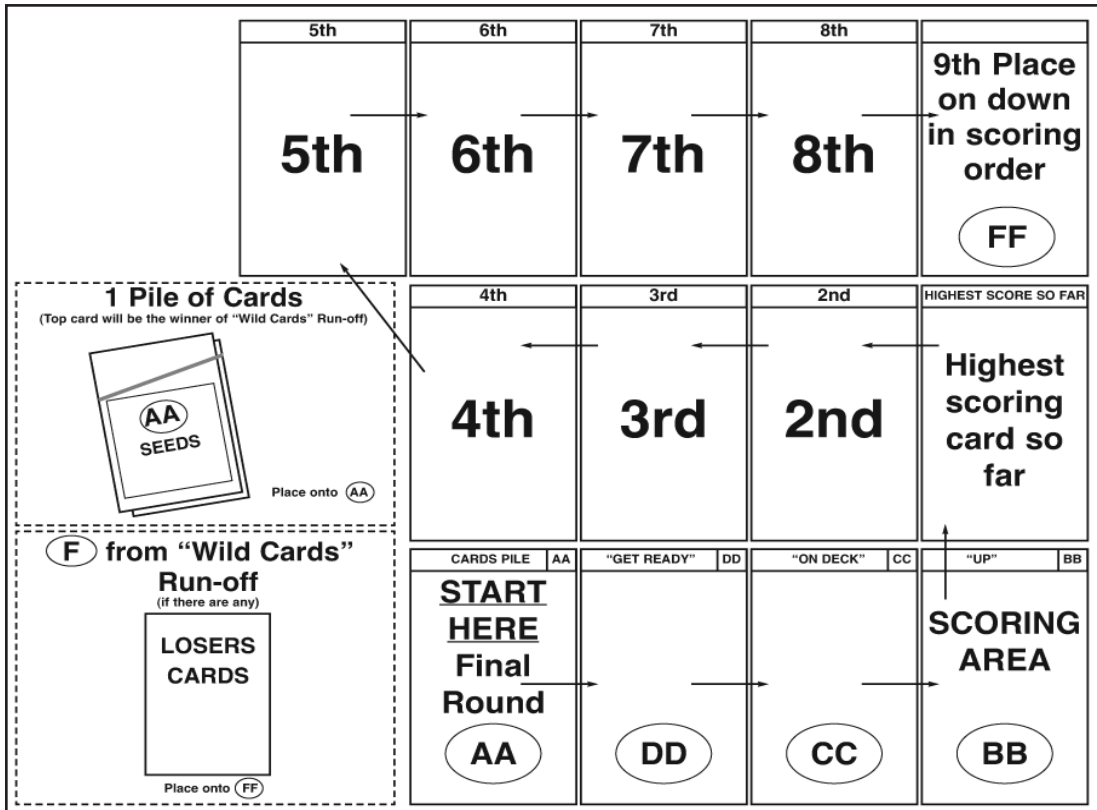 5th
6th
7th
8th
5th
6th
7th
8th
9th Place
on down
in scoring
order
FF
1 Pile of Cards
(Top card will be the winner of “Wild Cards” Run-off)
AA
SEEDS
Place onto AA
4th
3rd
2nd
HIGHEST SCORE SO FAR
4th
3rd
2nd
Highest
scoring
card so
far
F from “Wild Cards”
Run-off
(if there are any)
LOSERS
CARDS
Place onto FF
CARDS PILE AA
“GET READY” DD
“ON DECK” CC
“UP” BB
START
HERE
Final
Round
AA
DD
CC
SCORING
AREA
BB